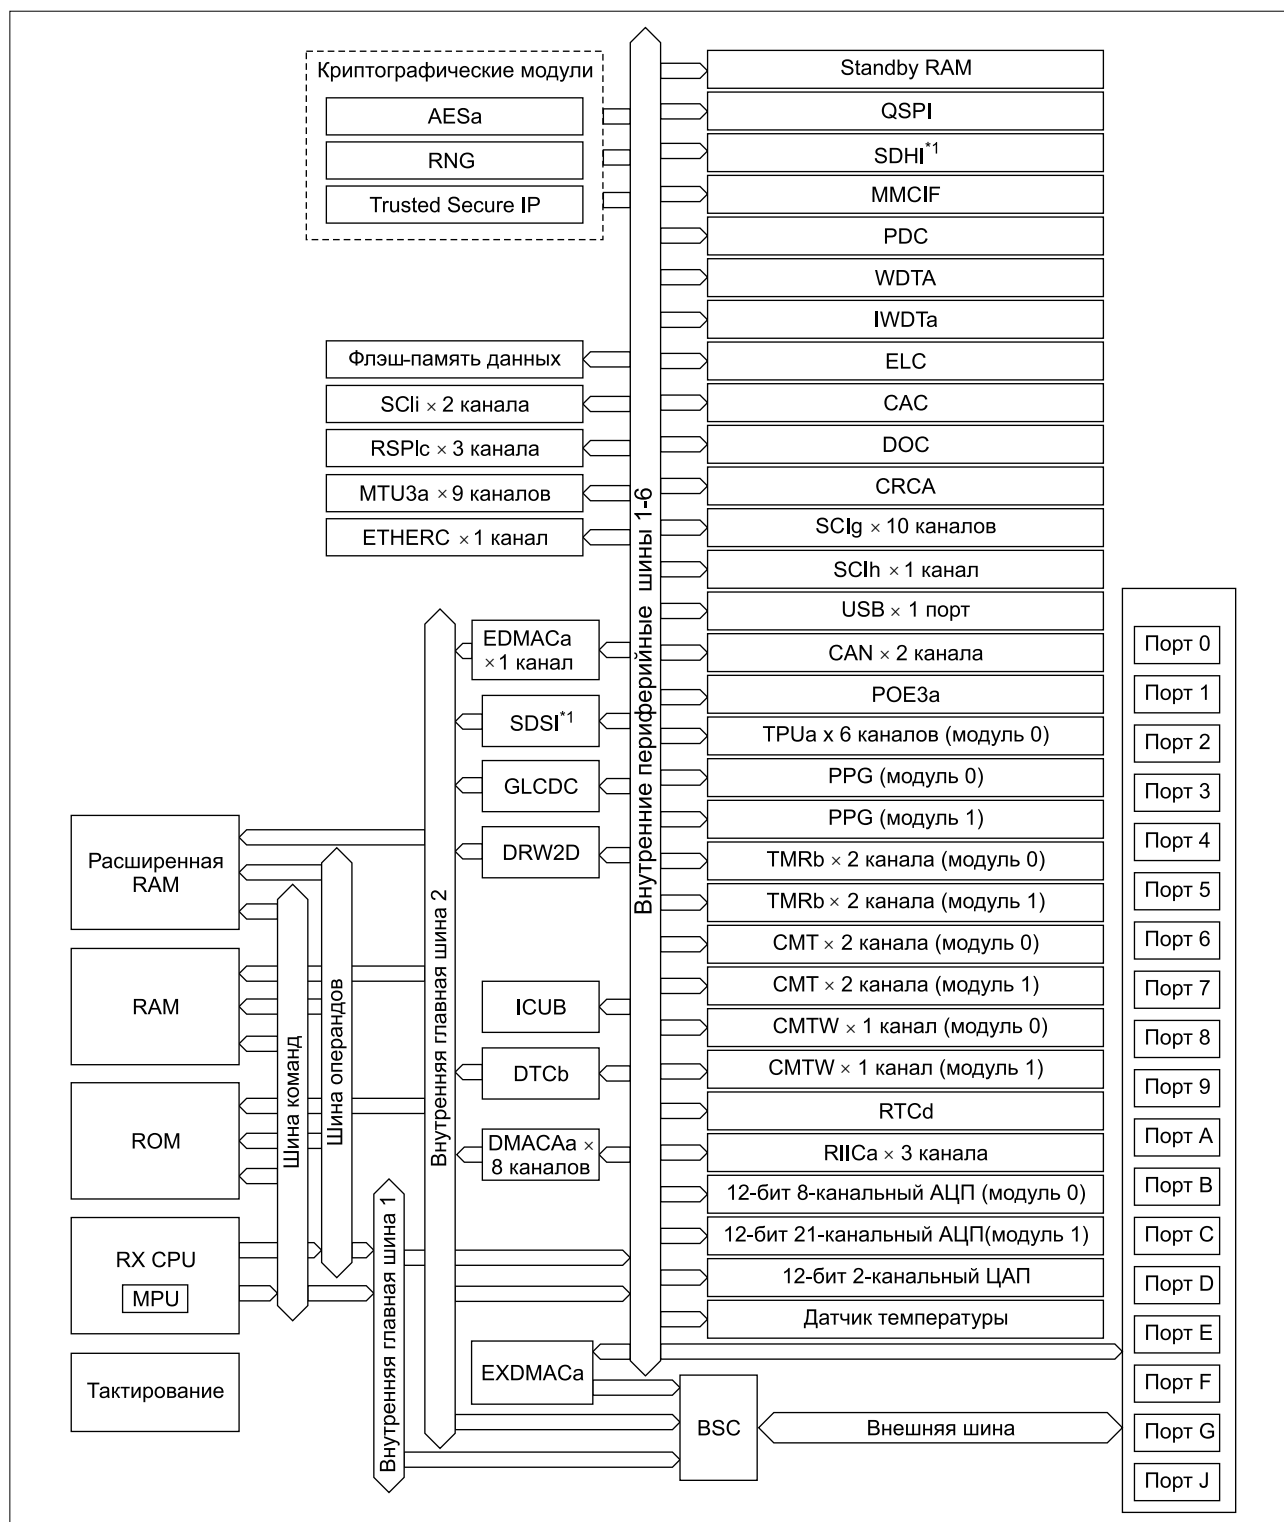 Криптографические модули
AESa
RNG
Trusted Secure IP
Флэш-память данных
SCIi × 2 канала
RSPIc × 3 канала
MTU3a × 9 каналов
ETHERC × 1 канал
Standby RAM
QSPI
SDHI*1
MMCIF
PDC
WDTA
IWDTa
ELC
CAC
DOC
CRCA
SCIg × 10 каналов
SCIh × 1 канал
USB × 1 порт
CAN × 2 канала
POE3a
TPUa x 6 каналов (модуль 0)
PPG (модуль 0)
PPG (модуль 1)
TMRb × 2 канала (модуль 0)
TMRb × 2 канала (модуль 1)
CMT × 2 канала (модуль 0)
CMT × 2 канала (модуль 1)
CMTW × 1 канал (модуль 0)
CMTW × 1 канал (модуль 1)
RTCd
RIICa × 3 канала
12-бит 8-канальный АЦП (модуль 0)
12-бит 21-канальный АЦП(модуль 1)
12-бит 2-канальный ЦАП
Датчик температуры
Внутренние периферийные шины 1-6
EDMACa
× 1 канал
SDSI*1
GLCDC
DRW2D
ICUB
DTCb
DMACAa ×
8 каналов
EXDMACa
BSC
Внешняя шина
Внутренняя главная шина 2
Внутренняя главная шина 1
Шина операндов
Шина команд
Расширенная
RAM
RAM
ROM
RX CPU
MPU
Тактирование
Порт 0
Порт 1
Порт 2
Порт 3
Порт 4
Порт 5
Порт 6
Порт 7
Порт 8
Порт 9
Порт A
Порт B
Порт C
Порт D
Порт E
Порт F
Порт G
Порт J